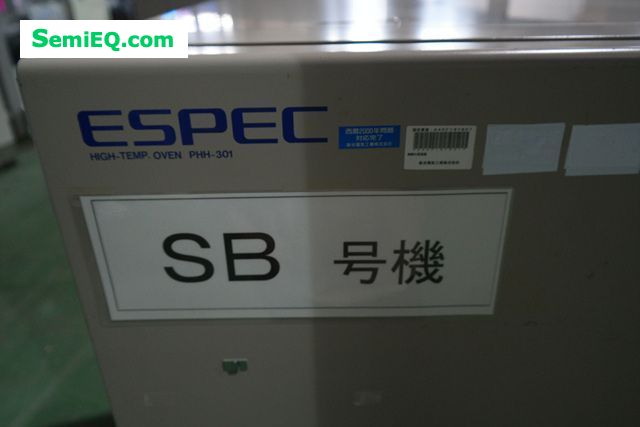 SemiEQ.com
ESPEC
HIGH-TEMP. OVEN PHH-301
西暦2000年問題
対応完了
SB 号機